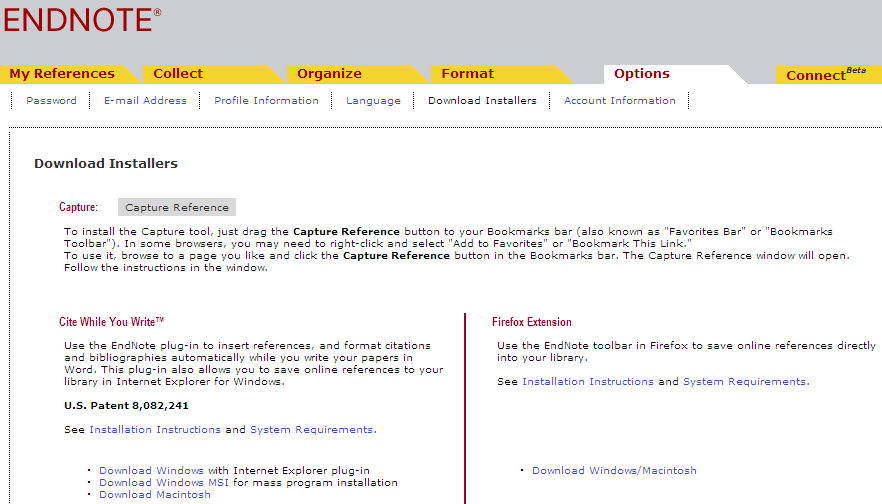 ENDNOTE®
My References Collect Organize Format Options Connect Beta
Password E-mail Address Profile Information Language Download Installers Account Information
Download Installers
Capture: Capture Reference
To install the Capture tool, just drag the Capture Reference button to your Bookmarks bar (also known as "Favorites Bar" or "Bookmarks
Toolbar"). In some browsers, you may need to right-click and select "Add to Favorites" or "Bookmark This Link."
To use it, browse to a page you like and click the Capture Reference button in the Bookmarks bar. The Capture Reference window will open.
Follow the instructions in the window.
Cite While You Write™
Use the EndNote plug-in to insert references, and format citations
and bibliographies automatically while you write your papers in
Word. This plug-in also allows you to save online references to your
library in Internet Explorer for Windows.
U.S. Patent 8,082,241
See Installation Instructions and System Requirements.
• Download Windows with Internet Explorer plug-in
• Download Windows MSI for mass program installation
• Download Macintosh
Firefox Extension
Use the EndNote toolbar in Firefox to save online references directly
into your library.
See Installation Instructions and System Requirements.
• Download Windows/Macintosh